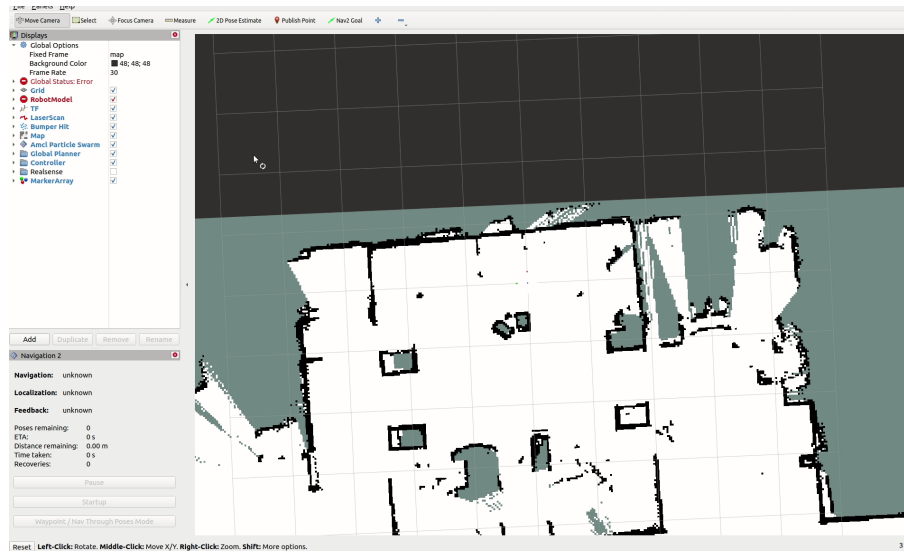 File Panels Help
Move Camera Select Focus Camera Measure 2D Pose Estimate Publish Point Nav2 Goal
Displays
Global Options
Fixed Frame map
Background Color 48; 48; 48
Frame Rate 30
Global Status: Error
Grid
RobotModel
TF
LaserScan
Bumper Hit
Map
Amcl Particle Swarm
Global Planner
Controller
Realsense
MarkerArray
Add Duplicate Remove Rename
Navigation 2
Navigation: unknown
Localization: unknown
Feedback: unknown
Poses remaining: 0
ETA: 0 s
Distance remaining: 0.00 m
Time taken: 0 s
Recoveries: 0
Pause
Startup
Waypoint / Nav Through Poses Mode
Reset Left-Click: Rotate. Middle-Click: Move X/Y. Right-Click: Zoom. Shift: More options. 3